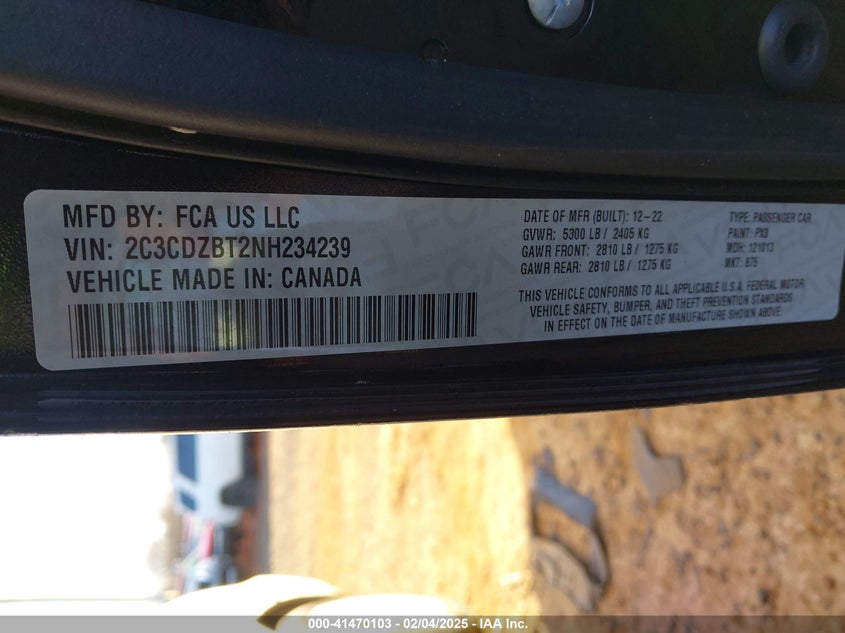 MFD BY: FCA US LLC
VIN: 2C3CDZBT2NH234239
VEHICLE MADE IN: CANADA
DATE OF MFR (BUILT): 12-22
GVWR: 5300 LB / 2405 KG
GAWR FRONT: 2810 LB / 1275 KG
GAWR REAR: 2810 LB / 1275 KG
TYPE: PASSENGER CAR
PAINT: PX8
MDH: 121813
MKT: 875
THIS VEHICLE CONFORMS TO ALL APPLICABLE U.S.A. FEDERAL MOTOR
VEHICLE SAFETY, BUMPER, AND THEFT PREVENTION STANDARDS
IN EFFECT ON THE DATE OF MANUFACTURE SHOWN ABOVE.
000-41470103 - 02/04/2025 - IAA Inc.